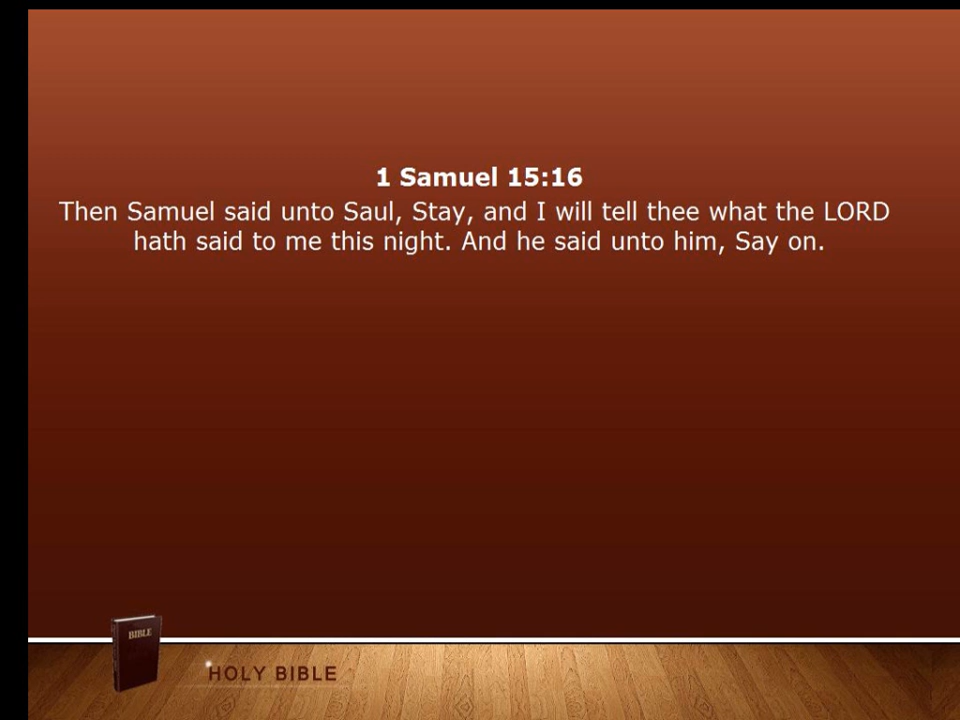 1 Samuel 15:16
Then Samuel said unto Saul, Stay, and I will tell thee what the LORD
hath said to me this night. And he said unto him, Say on.
BIBLE
HOLY BIBLE